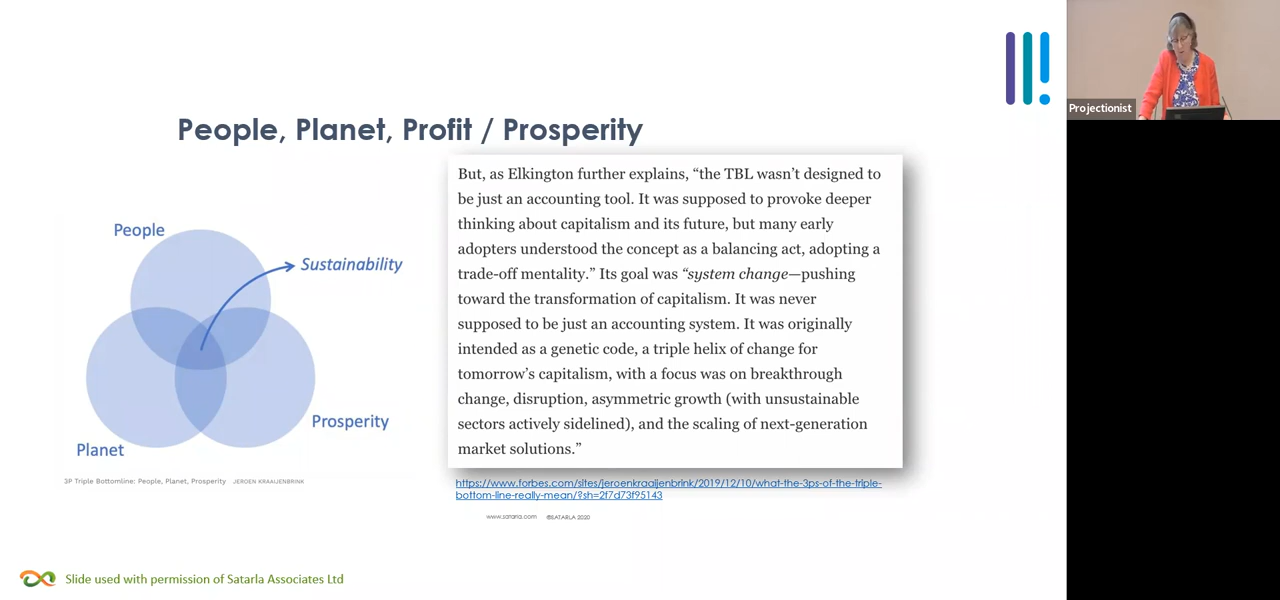 People, Planet, Profit / Prosperity
Projectionist
People
Sustainability
Prosperity
Planet
3P Triple Bottomline: People, Planet, Prosperity JEROEN KRAAIJENBRINK
But, as Elkington further explains, “the TBL wasn’t designed to
be just an accounting tool. It was supposed to provoke deeper
thinking about capitalism and its future, but many early
adopters understood the concept as a balancing act, adopting a
trade-off mentality.” Its goal was “system change—pushing
toward the transformation of capitalism. It was never
supposed to be just an accounting system. It was originally
intended as a genetic code, a triple helix of change for
tomorrow’s capitalism, with a focus was on breakthrough
change, disruption, asymmetric growth (with unsustainable
sectors actively sidelined), and the scaling of next-generation
market solutions.”
https://www.forbes.com/sites/jeroenkraaijenbrink/2019/12/10/what-the-3ps-of-the-triple-
bottom-line-really-mean/?sh=2f7d73f95143
www.satarla.com ©SATARLA 2020
Slide used with permission of Satarla Associates Ltd